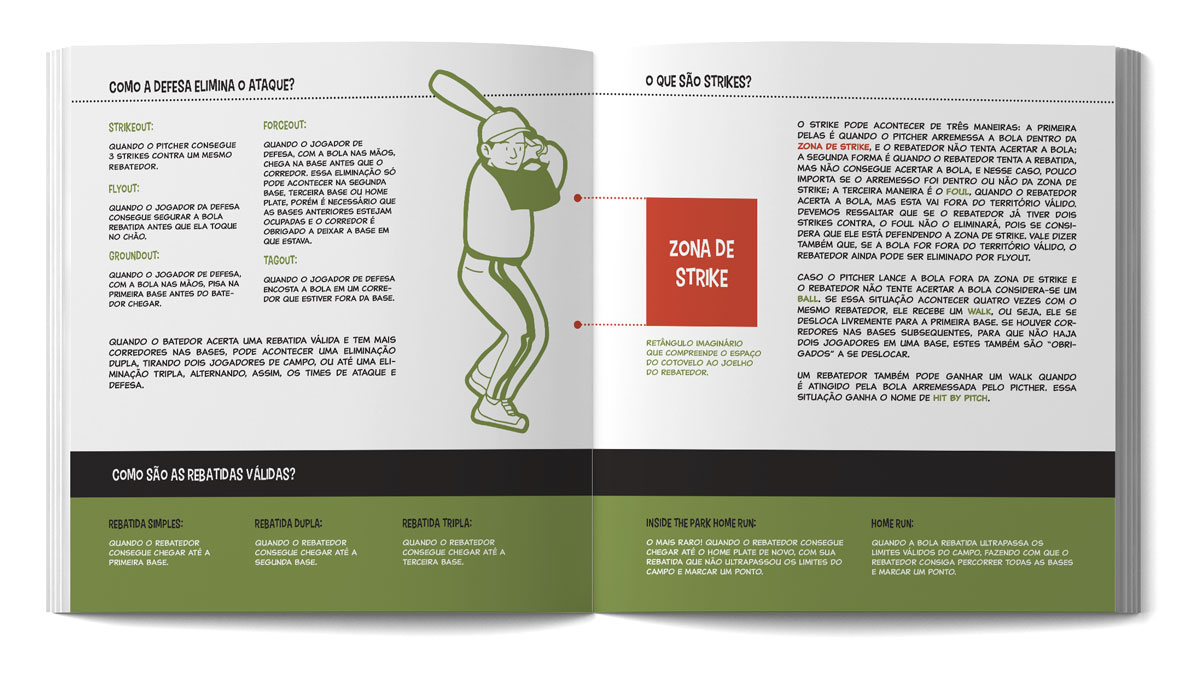 COMO A DEFESA ELIMINA O ATAQUE?
STRIKEOUT:
QUANDO O PITCHER CONSEGUE
3 STRIKES CONTRA UM MESMO
REBATEDOR.
FLYOUT:
QUANDO O JOGADOR DA DEFESA
CONSEGUE SEGURAR A BOLA
REBATIDA ANTES QUE ELA TOQUE
NO CHÃO.
GROUNDOUT:
QUANDO O JOGADOR DE DEFESA,
COM A BOLA NAS MÃOS, PISA NA
PRIMEIRA BASE ANTES DO BATE-
DOR CHEGAR.
FORCEOUT:
QUANDO O JOGADOR DE
DEFESA, COM A BOLA NAS MÃOS,
CHEGA NA BASE ANTES QUE O
CORREDOR. ESSA ELIMINAÇÃO SÓ
PODE ACONTECER NA SEGUNDA
BASE, TERCEIRA BASE OU HOME
PLATE, PORÉM É NECESSÁRIO QUE
AS BASES ANTERIORES ESTEJAM
OCUPADAS E O CORREDOR É
OBRIGADO A DEIXAR A BASE EM
QUE ESTAVA.
TAGOUT:
QUANDO O JOGADOR DE DEFESA
ENCOSTA A BOLA EM UM CORRE-
DOR QUE ESTIVER FORA DA BASE.
QUANDO O BATEDOR ACERTA UMA REBATIDA VÁLIDA E TEM MAIS
CORREDORES NAS BASES, PODE ACONTECER UMA ELIMINAÇÃO
DUPLA, TIRANDO DOIS JOGADORES DE CAMPO, OU ATÉ UMA ELI-
MINAÇÃO TRIPLA, ALTERNANDO, ASSIM, OS TIMES DE ATAQUE E
DEFESA.
O QUE SÃO STRIKES?
ZONA DE
STRIKE
RETÂNGULO IMAGINÁRIO
QUE COMPREENDE O ESPAÇO
DO COTOVELO AO JOELHO
DO REBATEDOR.
O STRIKE PODE ACONTECER DE TRÊS MANEIRAS: A PRIMEIRA
DELAS É QUANDO O PITCHER ARREMESSA A BOLA DENTRO DA
ZONA DE STRIKE, E O REBATEDOR NÃO TENTA ACERTAR A BOLA;
A SEGUNDA FORMA É QUANDO O REBATEDOR TENTA A REBATIDA,
MAS NÃO CONSEGUE ACERTAR A BOLA, E NESSE CASO, POUCO
IMPORTA SE O ARREMESSO FOI DENTRO OU NÃO DA ZONA DE
STRIKE; A TERCEIRA MANEIRA É O FOUL, QUANDO O REBATEDOR
ACERTA A BOLA, MAS ESTA VAI FORA DO TERRITÓRIO VÁLIDO.
DEVEMOS RESSALTAR QUE SE O REBATEDOR JÁ TIVER DOIS
STRIKES CONTRA, O FOUL NÃO O ELIMINARÁ, POIS SE CONSI-
DERA QUE ELE ESTÁ DEFENDENDO A ZONA DE STRIKE. VALE DIZER
TAMBÉM QUE, SE A BOLA FOR FORA DO TERRITÓRIO VÁLIDO, O
REBATEDOR AINDA PODE SER ELIMINADO POR FLYOUT.
CASO O PITCHER LANCE A BOLA FORA DA ZONA DE STRIKE E
O REBATEDOR NÃO TENTE ACERTAR A BOLA CONSIDERA-SE UM
BALL. SE ESSA SITUAÇÃO ACONTECER QUATRO VEZES COM O
MESMO REBATEDOR, ELE RECEBE UM WALK, OU SEJA, ELE SE
DESLOCA LIVREMENTE PARA A PRIMEIRA BASE. SE HOUVER COR-
REDORES NAS BASES SUBSEQUENTES, PARA QUE NÃO HAJA
DOIS JOGADORES EM UMA BASE, ESTES TAMBÉM SÃO "OBRI-
GADOS" A SE DESLOCAR.
UM REBATEDOR TAMBÉM PODE GANHAR UM WALK QUANDO
É ATINGIDO PELA BOLA ARREMESSADA PELO PICTHER. ESSA
SITUAÇÃO GANHA O NOME DE HIT BY PITCH.
COMO SÃO AS REBATIDAS VÁLIDAS?
REBATIDA SIMPLES:
QUANDO O REBATEDOR
CONSEGUE CHEGAR ATÉ A
PRIMEIRA BASE.
REBATIDA DUPLA:
QUANDO O REBATEDOR
CONSEGUE CHEGAR ATÉ A
SEGUNDA BASE.
REBATIDA TRIPLA:
QUANDO O REBATEDOR
CONSEGUE CHEGAR ATÉ A
TERCEIRA BASE.
INSIDE THE PARK HOME RUN:
O MAIS RARO! QUANDO O REBATEDOR CONSEGUE
CHEGAR ATÉ O HOME PLATE DE NOVO, COM SUA
REBATIDA QUE NÃO ULTRAPASSOU OS LIMITES DO
CAMPO E MARCAR UM PONTO.
HOME RUN:
QUANDO A BOLA REBATIDA ULTRAPASSA OS
LIMITES VÁLIDOS DO CAMPO, FAZENDO COM QUE O
REBATEDOR CONSIGA PERCORRER TODAS AS BASES
E MARCAR UM PONTO.